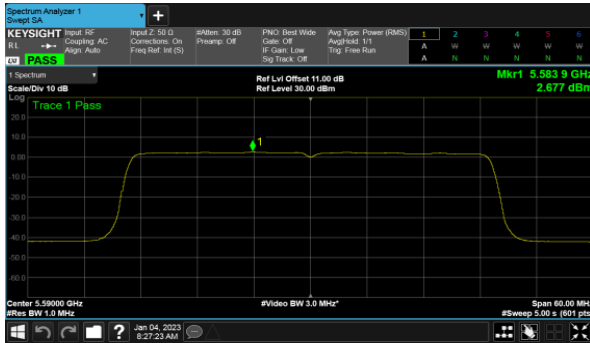 Spectrum Analyzer 1
Swept SA
+
KEYSIGHT Input: RF Input Z: 50 Ω #Atten: 30 dB PNO: Best Wide Avg Type: Power (RMS) 1 2 3 4 5 6
RL Coupling: AC Corrections: On Preamp: Off Gate: Off Avg|Hold: 1/1 A W W W W W
Align: Auto Freq Ref: Int (S) IF Gain: Low Trig: Free Run
LXI PASS Sig Track: Off A N N N N N
1 Spectrum Ref Lvl Offset 11.00 dB Mkr1 5.583 9 GHz
Scale/Div 10 dB Ref Level 30.00 dBm 2.677 dBm
Log
Trace 1 Pass
20.0
10.0
1
0.00
-10.0
-20.0
-30.0
-40.0
-50.0
-60.0
Center 5.59000 GHz #Video BW 3.0 MHz* Span 60.00 MHz
#Res BW 1.0 MHz #Sweep 5.00 s (601 pts)
? Jan 04, 2023
8:27:23 AM